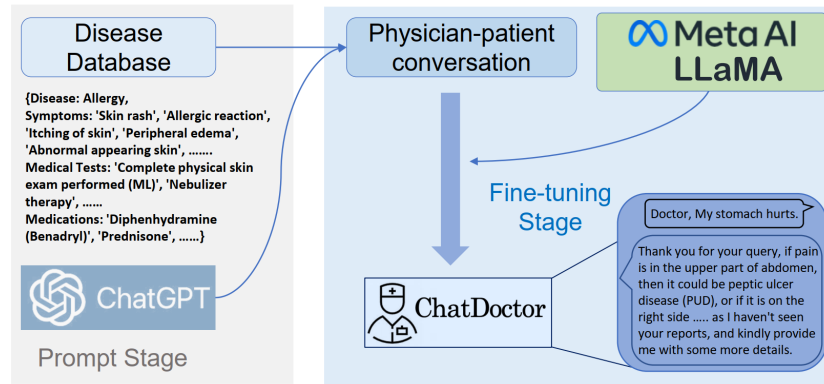 Disease
Database
{Disease: Allergy,
Symptoms: 'Skin rash', 'Allergic reaction',
'Itching of skin', 'Peripheral edema',
'Abnormal appearing skin', .......
Medical Tests: 'Complete physical skin
exam performed (ML)', 'Nebulizer
therapy', ......
Medications: 'Diphenhydramine
(Benadryl)', 'Prednisone', ......}
ChatGPT
Prompt Stage
Physician-patient
conversation
Meta AI
LLaMA
Fine-tuning
Stage
ChatDoctor
Doctor, My stomach hurts.
Thank you for your query, if pain
is in the upper part of abdomen,
then it could be peptic ulcer
disease (PUD), or if it is on the
right side ..... as I haven't seen
your reports, and kindly provide
me with some more details.